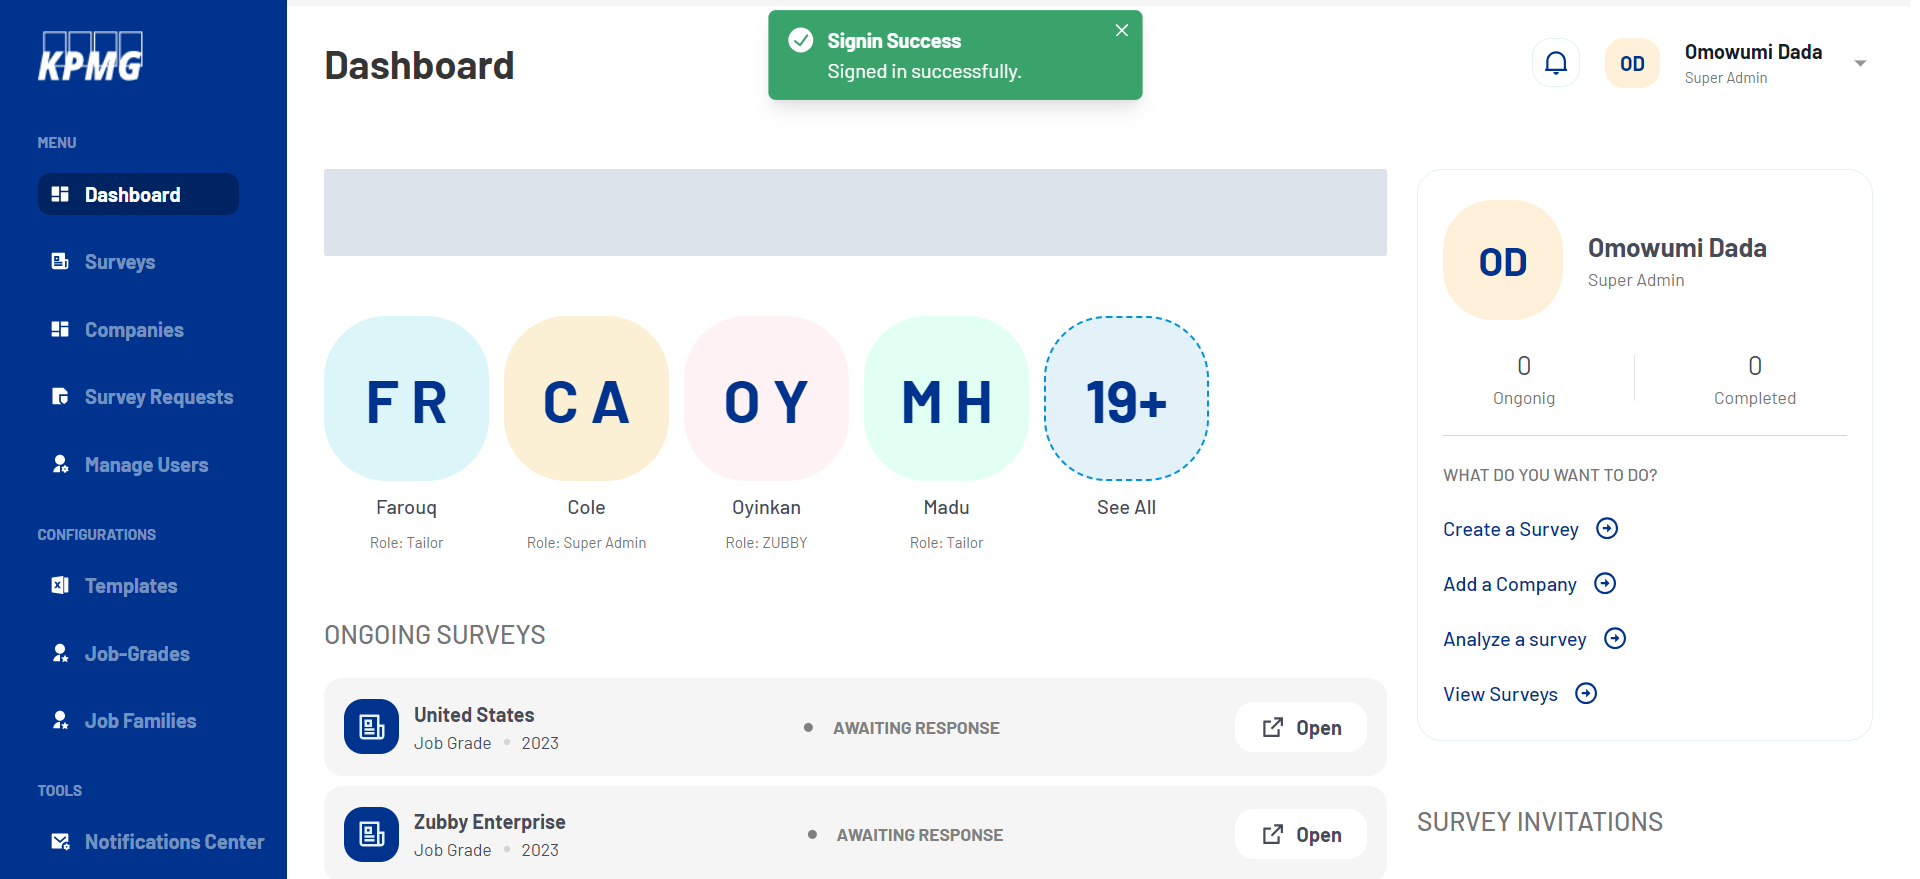 KPMG
MENU
Dashboard
Surveys
Companies
Survey Requests
Manage Users
CONFIGURATIONS
Templates
Job-Grades
Job Families
TOOLS
Notifications Center
Dashboard
Signin Success
Signed in successfully.
OD
Omowumi Dada
Super Admin
F R
C A
O Y
M H
19+
Farouq
Cole
Oyinkan
Madu
See All
Role: Tailor
Role: Super Admin
Role: ZUBBY
Role: Tailor
ONGOING SURVEYS
United States
Job Grade 2023
AWAITING RESPONSE
Open
Zubby Enterprise
Job Grade 2023
AWAITING RESPONSE
Open
OD
Omowumi Dada
Super Admin
0
Ongonig
0
Completed
WHAT DO YOU WANT TO DO?
Create a Survey
Add a Company
Analyze a survey
View Surveys
SURVEY INVITATIONS